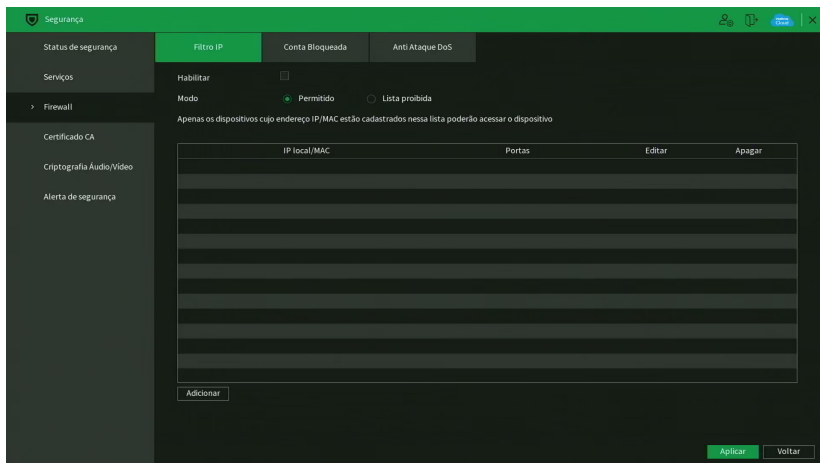 Segurança
Cloud
Status de segurança
Serviços
Firewall
Certificado CA
Criptografia Áudio/Vídeo
Alerta de segurança
Filtro IP
Conta Bloqueada
Anti Ataque DoS
Habilitar
Modo
Permitido
Lista proibida
Apenas os dispositivos cujo endereço IP/MAC estão cadastrados nessa lista poderão acessar o dispositivo
IP local/MAC
Portas
Editar
Apagar
Adicionar
Aplicar
Voltar